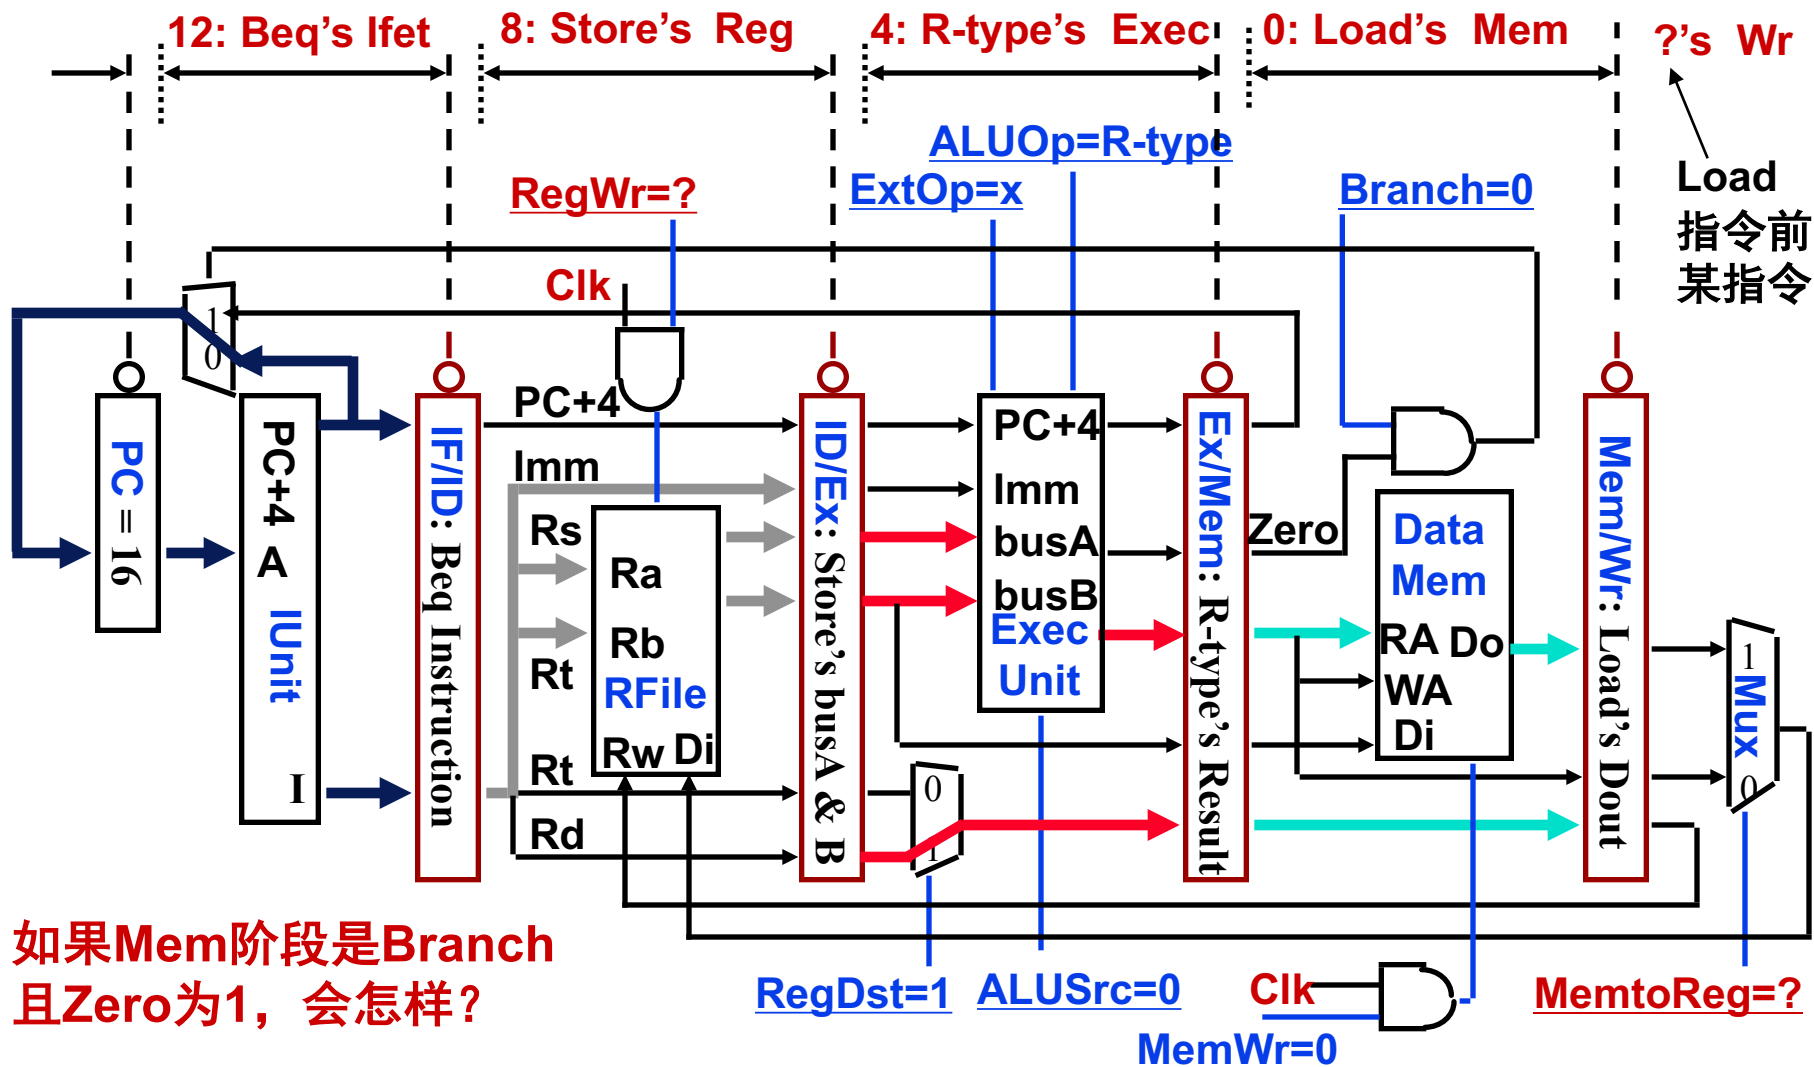 12: Beq's Ifet
8: Store's Reg
4: R-type's Exec
0: Load's Mem
?'s Wr
ALUOp=R-type
RegWr=?
ExtOp=x
Branch=0
Load
指令前
某指令
Clk
1
0
PC = 16
PC+4
A
IUnit
I
IF/ID: Beq Instruction
PC+4
Imm
Rs
Rt
Rt
Rd
Ra
Rb
RFile
Rw Di
ID/Ex: Store's busA & B
PC+4
Imm
busA
busB
Exec
Unit
0
1
Ex/Mem: R-type's Result
Zero
Data
Mem
RA Do
WA
Di
Mem/Wr: Load's Dout
1
Mux
0
如果Mem阶段是Branch
且Zero为1，会怎样?
RegDst=1
ALUSrc=0
Clk
MemWr=0
MemtoReg=?